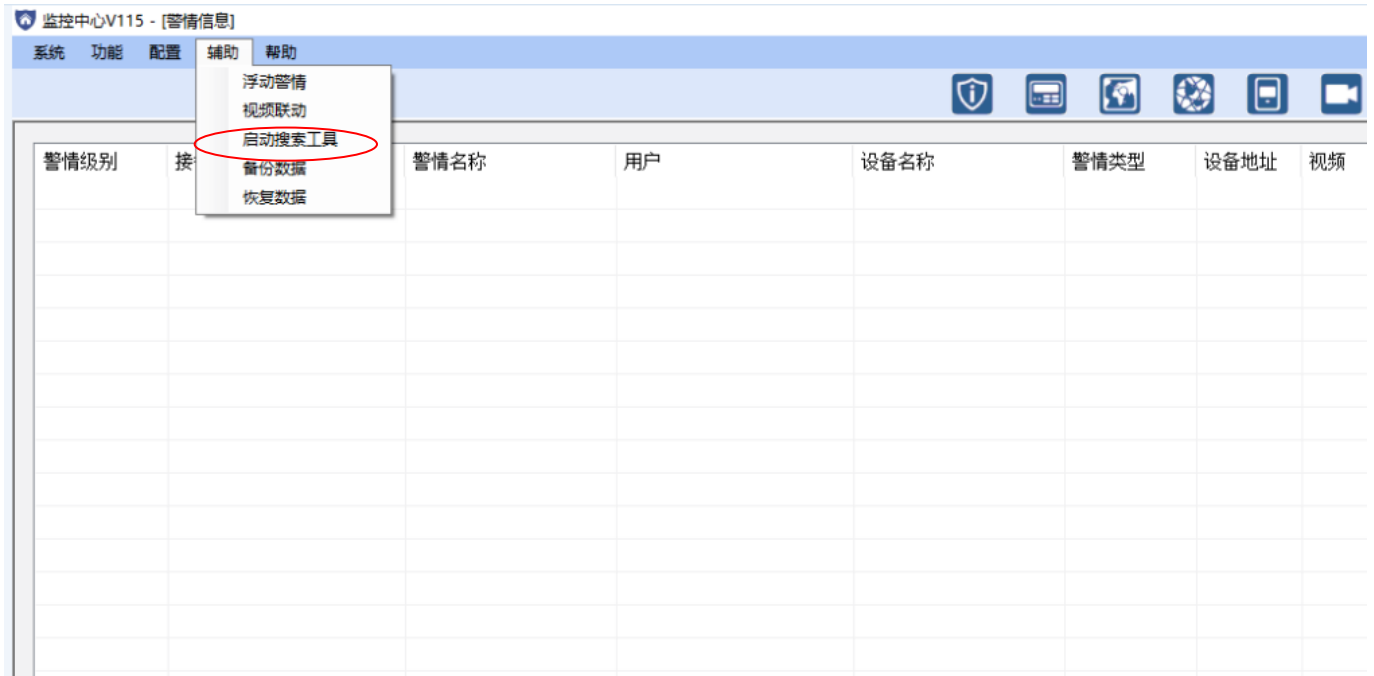 监控中心V115 - [警情信息]
系统 功能 配置 辅助 帮助
浮动警情
视频联动
启动搜索工具
备份数据
恢复数据
警情级别 接 警情名称 用户 设备名称 警情类型 设备地址 视频